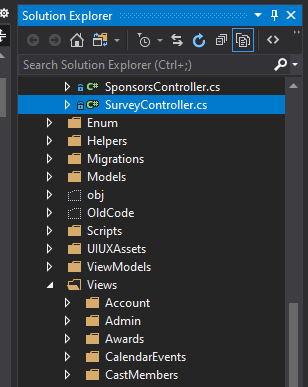 Solution Explorer
Search Solution Explorer (Ctrl+;)
C# SponsorsController.cs
C# SurveyController.cs
Enum
Helpers
Migrations
Models
obj
OldCode
Scripts
UIUXAssets
ViewModels
Views
Account
Admin
Awards
CalendarEvents
CastMembers